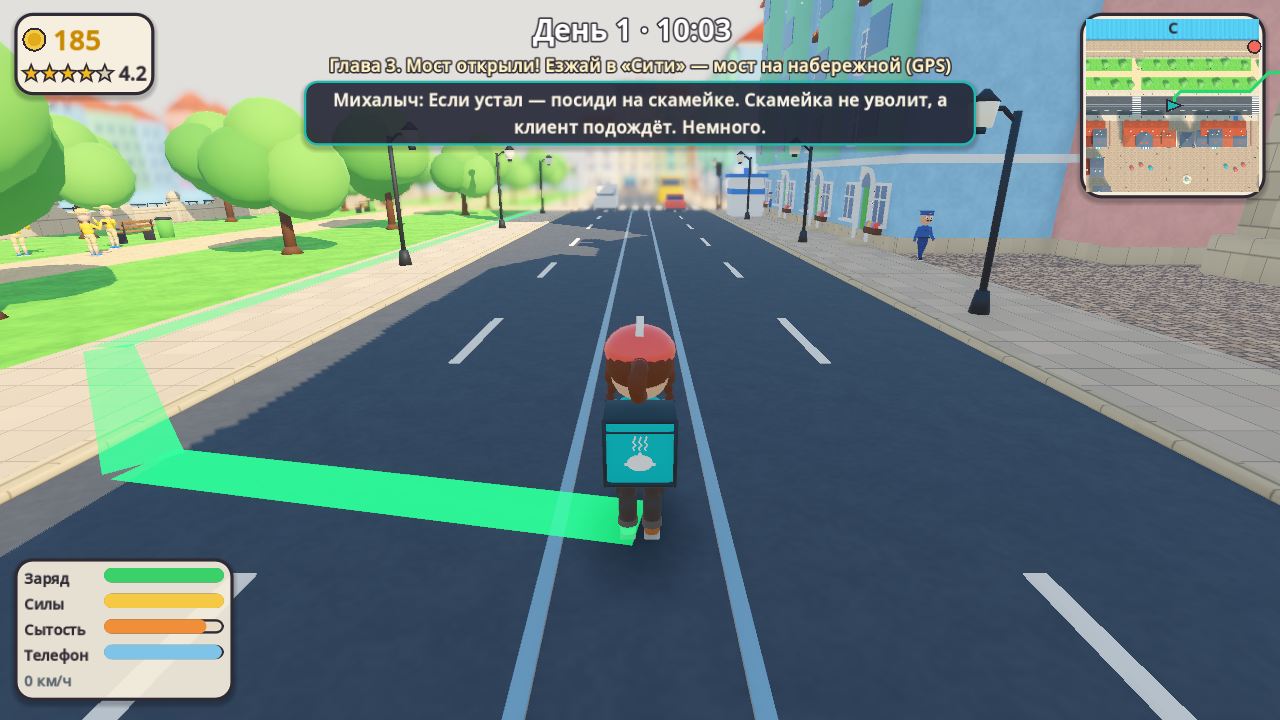 185
4.2
День 1 · 10:03
Глава 3. Мост открыли! Езжай в «Сити» — мост на набережной (GPS)
Михалыч: Если устал — посиди на скамейке. Скамейка не уволит, а
клиент подождёт. Немного.
С
Заряд
Силы
Сытость
Телефон
0 км/ч